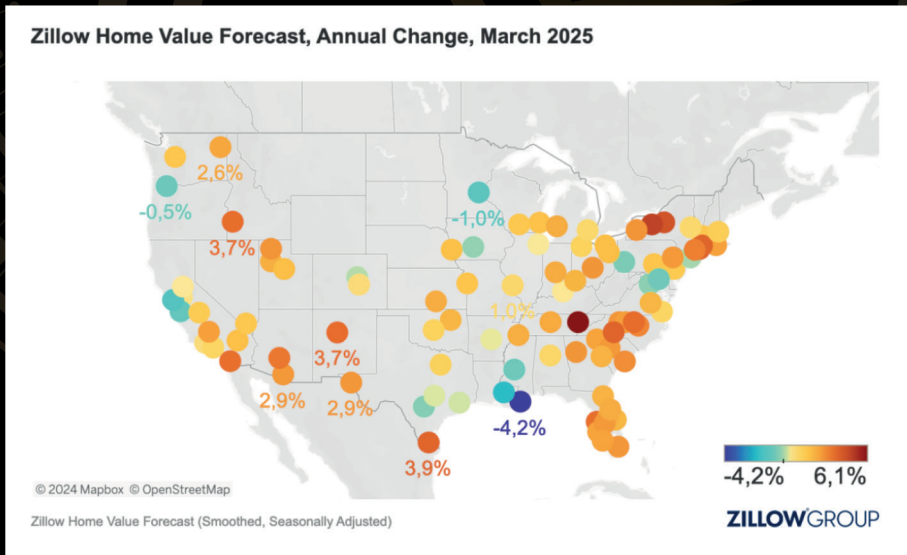 Zillow Home Value Forecast, Annual Change, March 2025
2,6%
-0,5%
-1,0%
3,7%
1,0%
3,7%
2,9%
2,9%
-4,2%
3,9%
-4,2% 6,1%
© 2024 Mapbox © OpenStreetMap
Zillow Home Value Forecast (Smoothed, Seasonally Adjusted)
ZILLOW GROUP